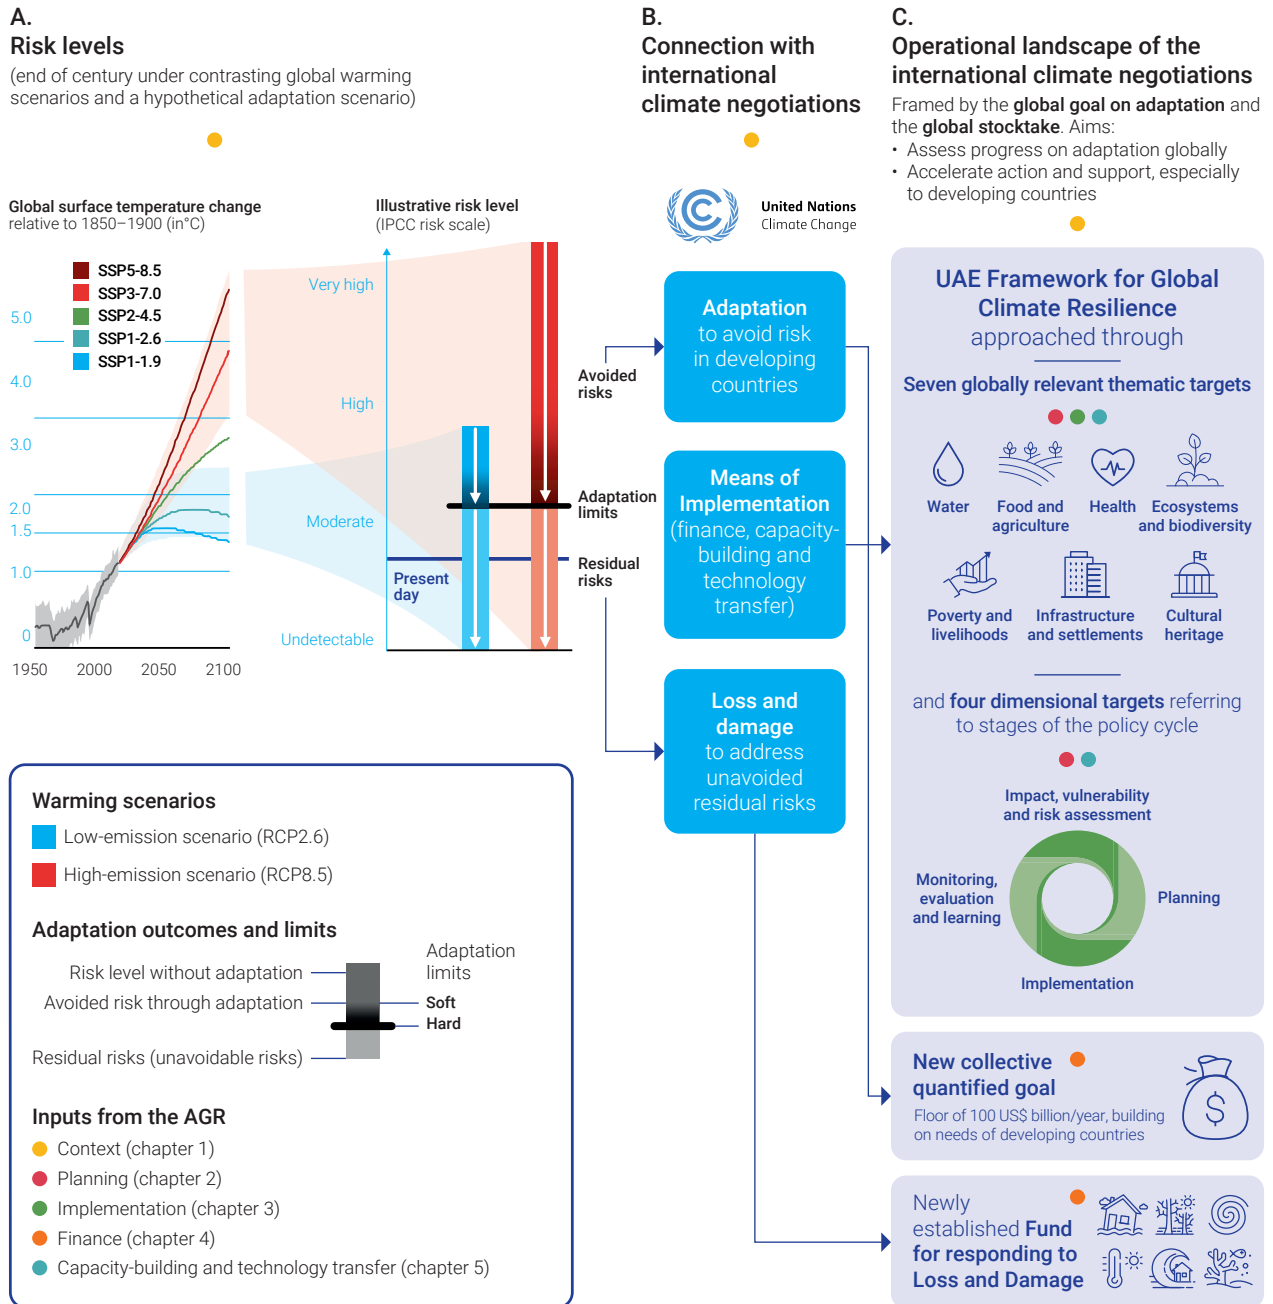 A.
Risk levels
(end of century under contrasting global warming
scenarios and a hypothetical adaptation scenario)
Global surface temperature change
relative to 1850–1900 (in°C)
SSP5-8.5
SSP3-7.0
SSP2-4.5
SSP1-2.6
SSP1-1.9
5.0
4.0
3.0
2.0
1.5
1.0
0
1950
2000
2050
2100
Illustrative risk level
(IPCC risk scale)
Very high
High
Moderate
Undetectable
Present
day
Avoided
risks
Adaptation
limits
Residual
risks
Warming scenarios
Low-emission scenario (RCP2.6)
High-emission scenario (RCP8.5)
Adaptation outcomes and limits
Risk level without adaptation
Avoided risk through adaptation
Residual risks (unavoidable risks)
Adaptation
limits
Soft
Hard
Inputs from the AGR
Context (chapter 1)
Planning (chapter 2)
Implementation (chapter 3)
Finance (chapter 4)
Capacity-building and technology transfer (chapter 5)
B.
Connection with
international
climate negotiations
United Nations
Climate Change
Adaptation
to avoid risk
in developing
countries
Means of
Implementation
(finance, capacity-
building and
technology
transfer)
Loss and
damage
to address
unavoided
residual risks
C.
Operational landscape of the
international climate negotiations
Framed by the global goal on adaptation and
the global stocktake. Aims:
• Assess progress on adaptation globally
• Accelerate action and support, especially
to developing countries
UAE Framework for Global
Climate Resilience
approached through
Seven globally relevant thematic targets
Water
Food and
agriculture
Health
Ecosystems
and biodiversity
Poverty and
livelihoods
Infrastructure
and settlements
Cultural
heritage
and four dimensional targets referring
to stages of the policy cycle
Impact, vulnerability
and risk assessment
Monitoring,
evaluation
and learning
Planning
Implementation
New collective
quantified goal
Floor of 100 US$ billion/year, building
on needs of developing countries
$
Newly
established Fund
for responding to
Loss and Damage